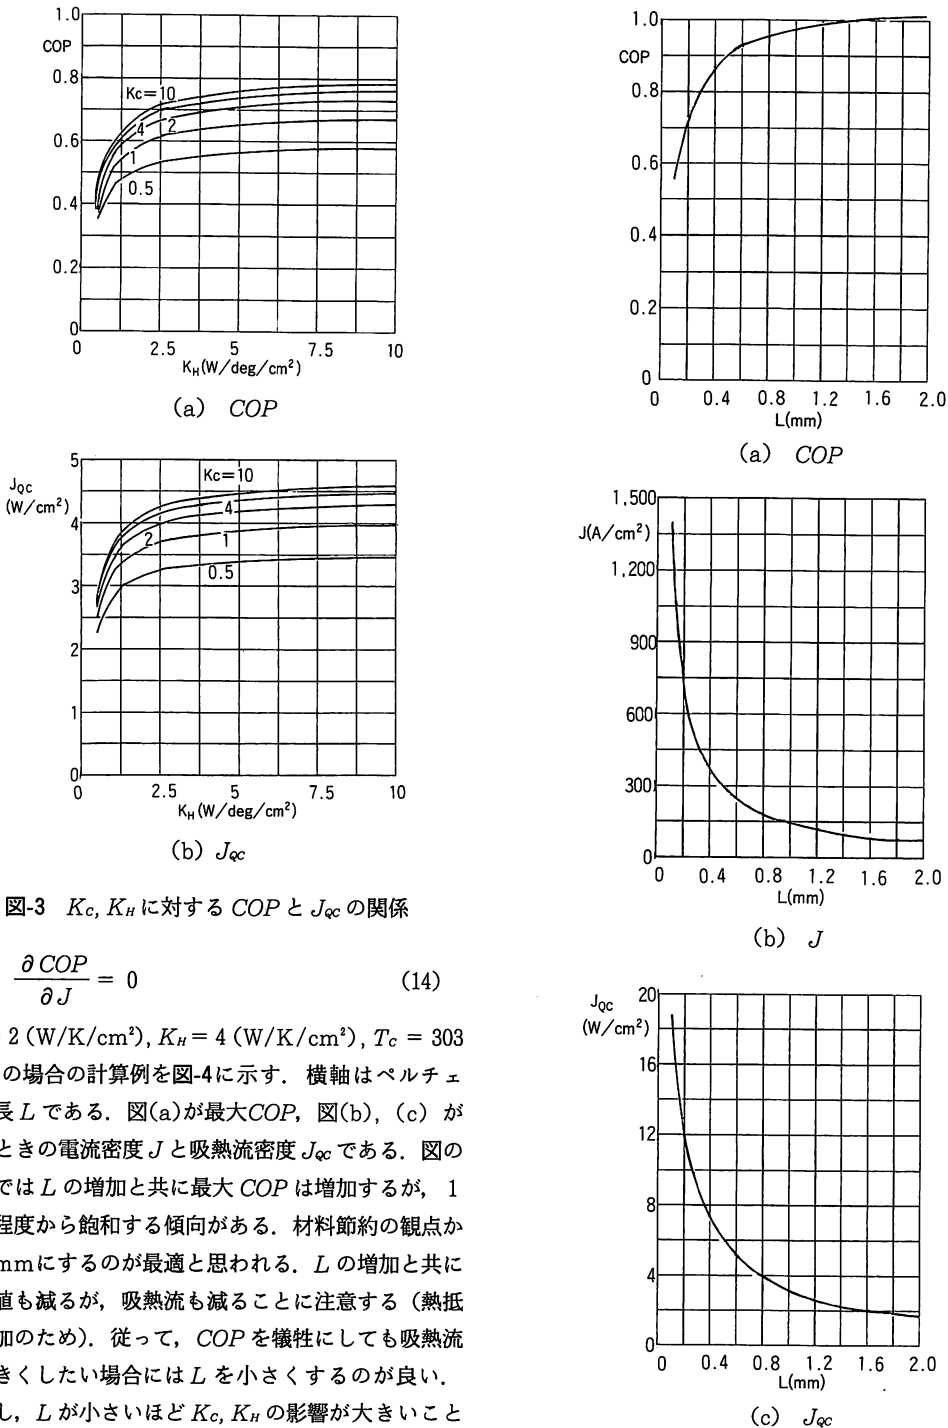 1.0
COP
0.8
0.6
0.4
0.2
0
Kc=10
4
2
1
0.5
0 2.5 5 7.5 10
KH(W/deg/cm²)
(a) COP
5
JQC
(W/cm²)
4
3
2
1
0
Kc=10
4
2
1
0.5
0 2.5 5 7.5 10
KH(W/deg/cm²)
(b) JQC
図-3 KC, KHに対する COP と JQC の関係
∂COP/∂J = 0 (14)
2 (W/K/cm²), KH = 4 (W/K/cm²), TC = 303
の場合の計算例を図-4に示す. 横軸はペルチェ
長 L である. 図(a)が最大COP, 図(b), (c) が
ときの電流密度 J と吸熱流密度 JQC である. 図の
では L の増加と共に最大 COP は増加するが, 1
程度から飽和する傾向がある. 材料節約の観点か
mmにするのが最適と思われる. L の増加と共に
値も減るが, 吸熱流も減ることに注意する (熱抵
加のため). 従って, COP を犠牲にしても吸熱流
きくしたい場合には L を小さくするのが良い.
し, L が小さいほど KC, KH の影響が大きいこと
1.0
COP
0.8
0.6
0.4
0.2
0
0 0.4 0.8 1.2 1.6 2.0
L(mm)
(a) COP
1,500
J(A/cm²)
1,200
900
600
300
0
0 0.4 0.8 1.2 1.6 2.0
L(mm)
(b) J
20
JQC
(W/cm²)
16
12
8
4
0
0 0.4 0.8 1.2 1.6 2.0
L(mm)
(c) JQC